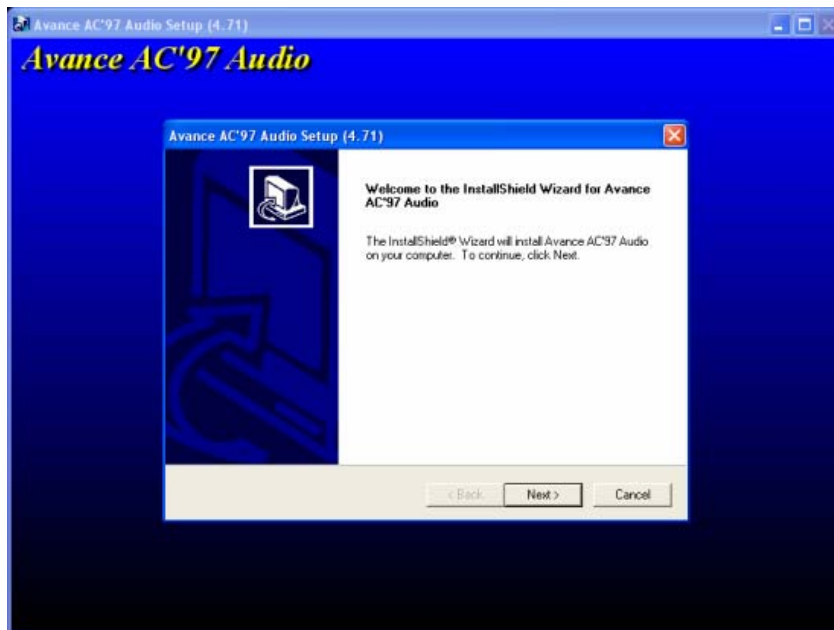 Avance AC'97 Audio Setup (4.71)
Avance AC'97 Audio
Avance AC'97 Audio Setup (4.71)
Welcome to the InstallShield Wizard for Avance
AC'97 Audio
The InstallShield® Wizard will install Avance AC'97 Audio
on your computer. To continue, click Next.
< Back Next > Cancel